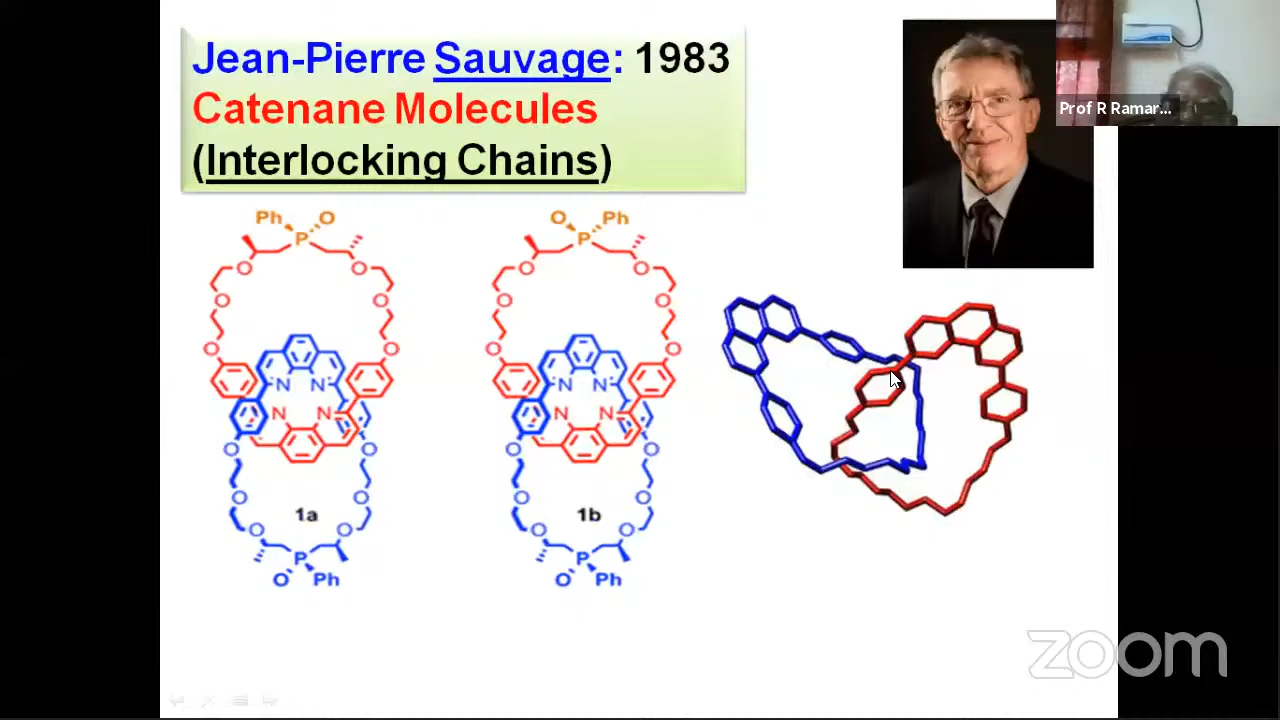 Jean-Pierre Sauvage: 1983
Catenane Molecules
(Interlocking Chains)
Prof R Ramar...
Ph O
P
O O
O O
O O
N N
N N
O O
O O
1a
O O
P
O Ph
O Ph
P
O O
O O
O O
N N
N N
O O
O O
1b
O O
P
O Ph
zoom